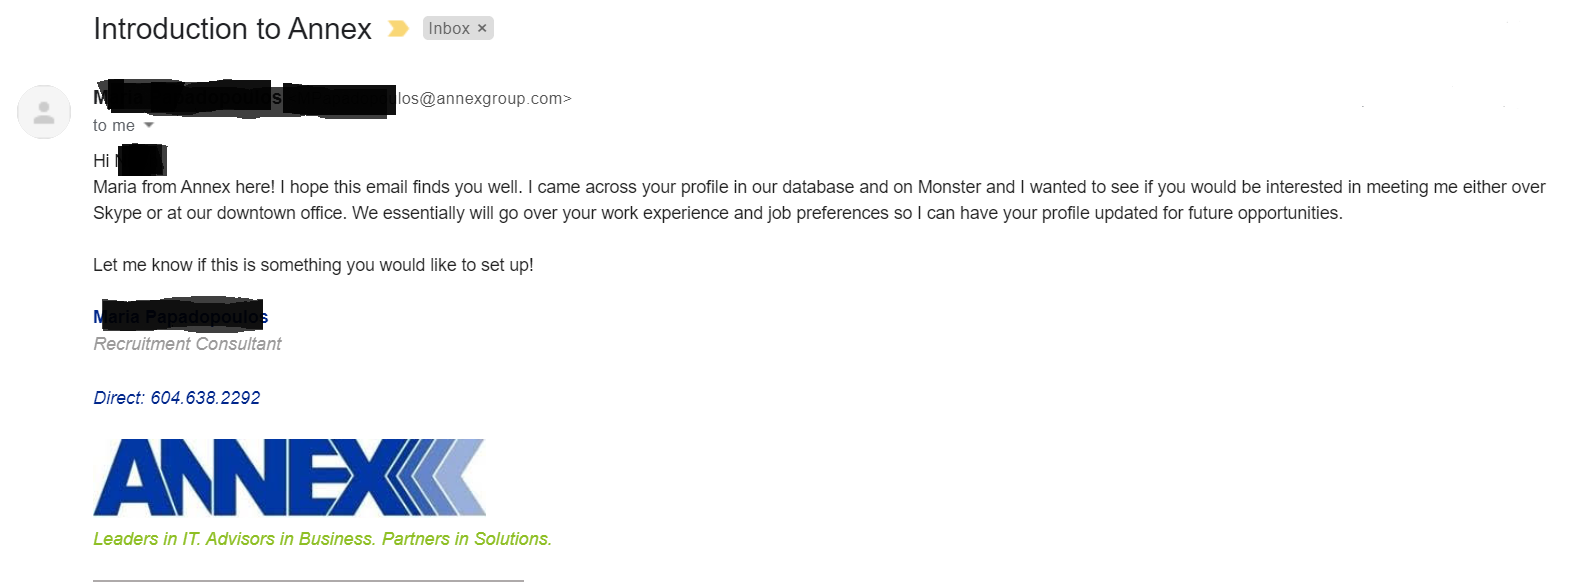 Introduction to Annex Inbox ×
los@annexgroup.com>
to me
Hi
Maria from Annex here! I hope this email finds you well. I came across your profile in our database and on Monster and I wanted to see if you would be interested in meeting me either over
Skype or at our downtown office. We essentially will go over your work experience and job preferences so I can have your profile updated for future opportunities.
Let me know if this is something you would like to set up!
Recruitment Consultant
Direct: 604.638.2292
ANNEX
Leaders in IT. Advisors in Business. Partners in Solutions.